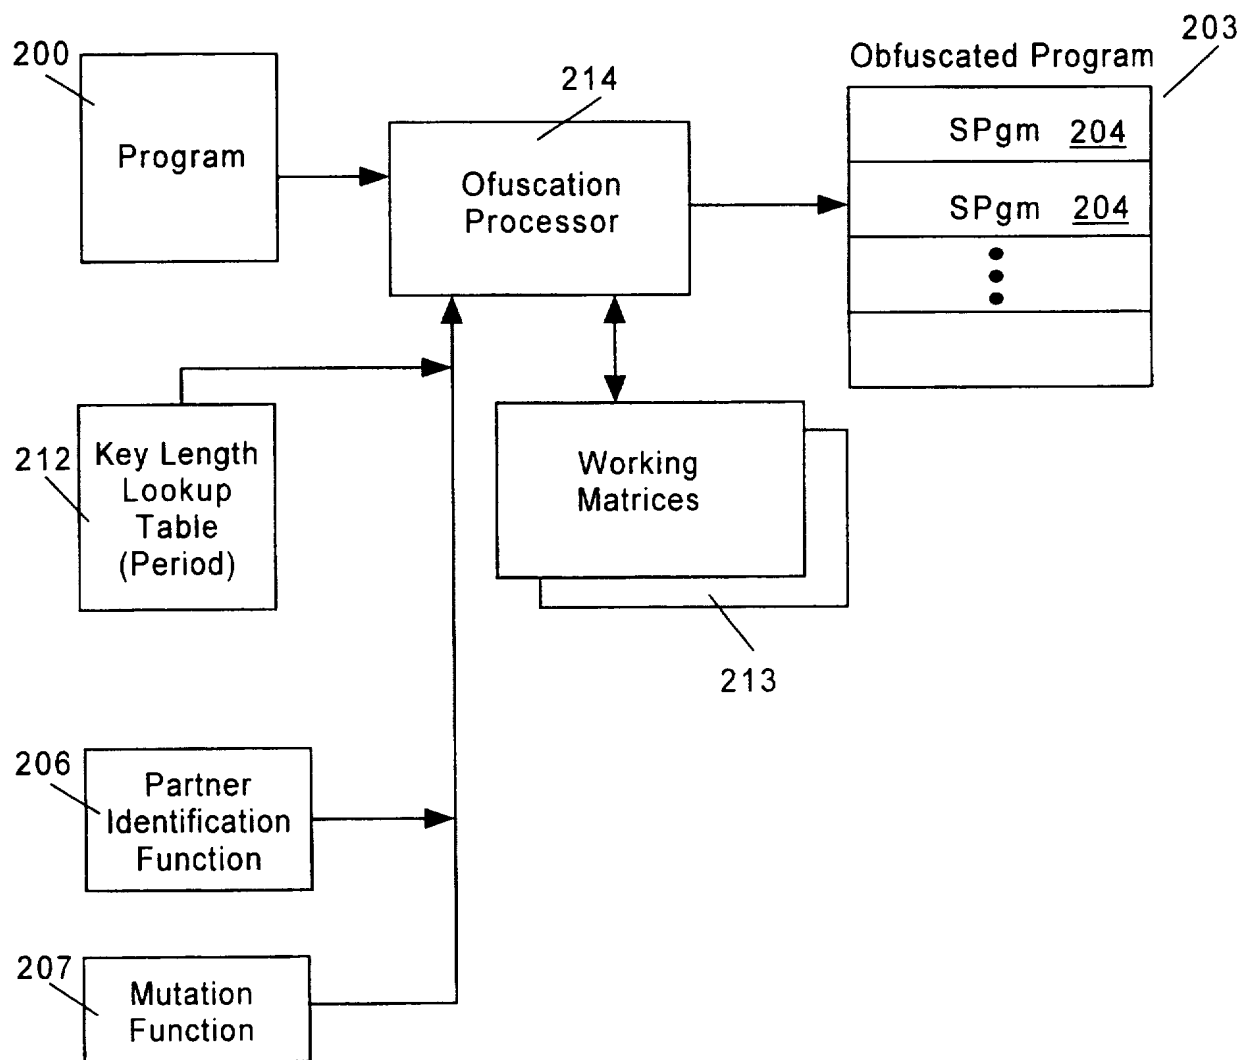 200
Program
214
Ofuscation
Processor
203
Obfuscated Program
SPgm 204
SPgm 204
212
Key Length
Lookup
Table
(Period)
Working
Matrices
213
206
Partner
Identification
Function
207
Mutation
Function